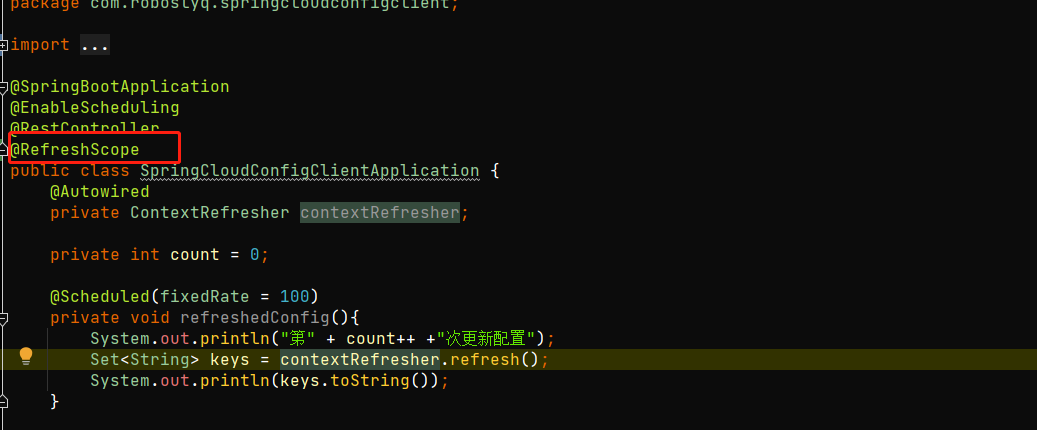 package com.robostyq.springcloudconfigclient;
import ...
@SpringBootApplication
@EnableScheduling
@RestController
@RefreshScope
public class SpringCloudConfigClientApplication {
@Autowired
private ContextRefresher contextRefresher;
private int count = 0;
@Scheduled(fixedRate = 100)
private void refreshedConfig(){
System.out.println("第" + count++ +"次更新配置");
Set<String> keys = contextRefresher.refresh();
System.out.println(keys.toString());
}